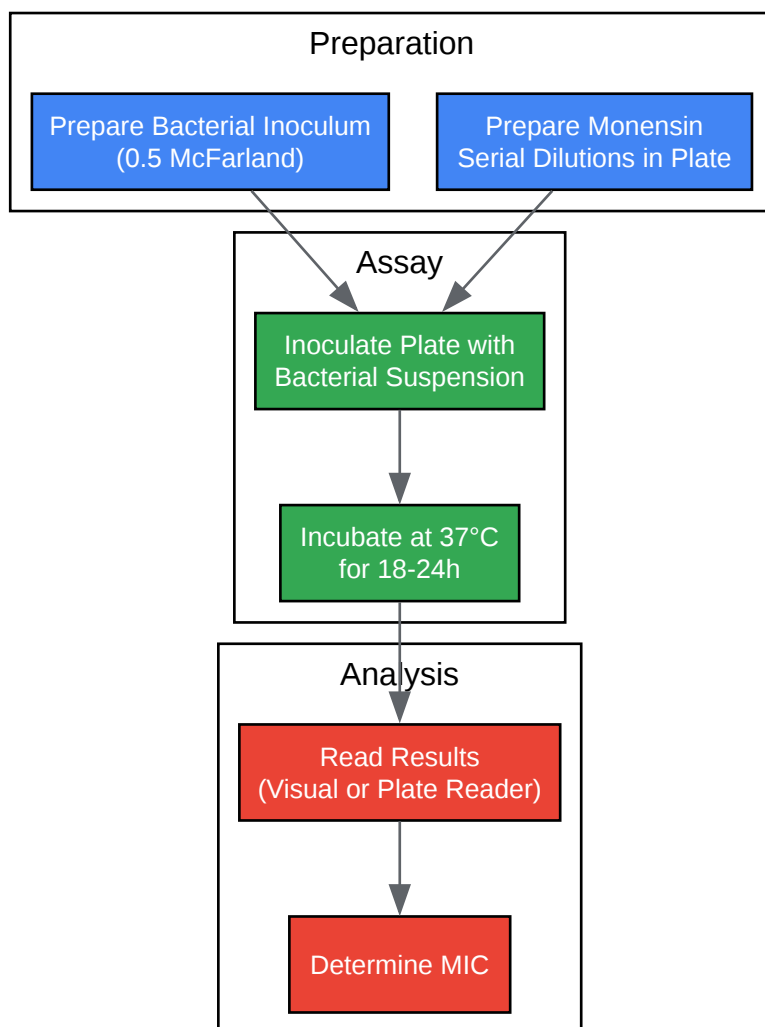 Preparation
Prepare Bacterial Inoculum
(0.5 McFarland)
Prepare Monensin
Serial Dilutions in Plate
Assay
Inoculate Plate with
Bacterial Suspension
Incubate at 37°C
for 18-24h
Analysis
Read Results
(Visual or Plate Reader)
Determine MIC